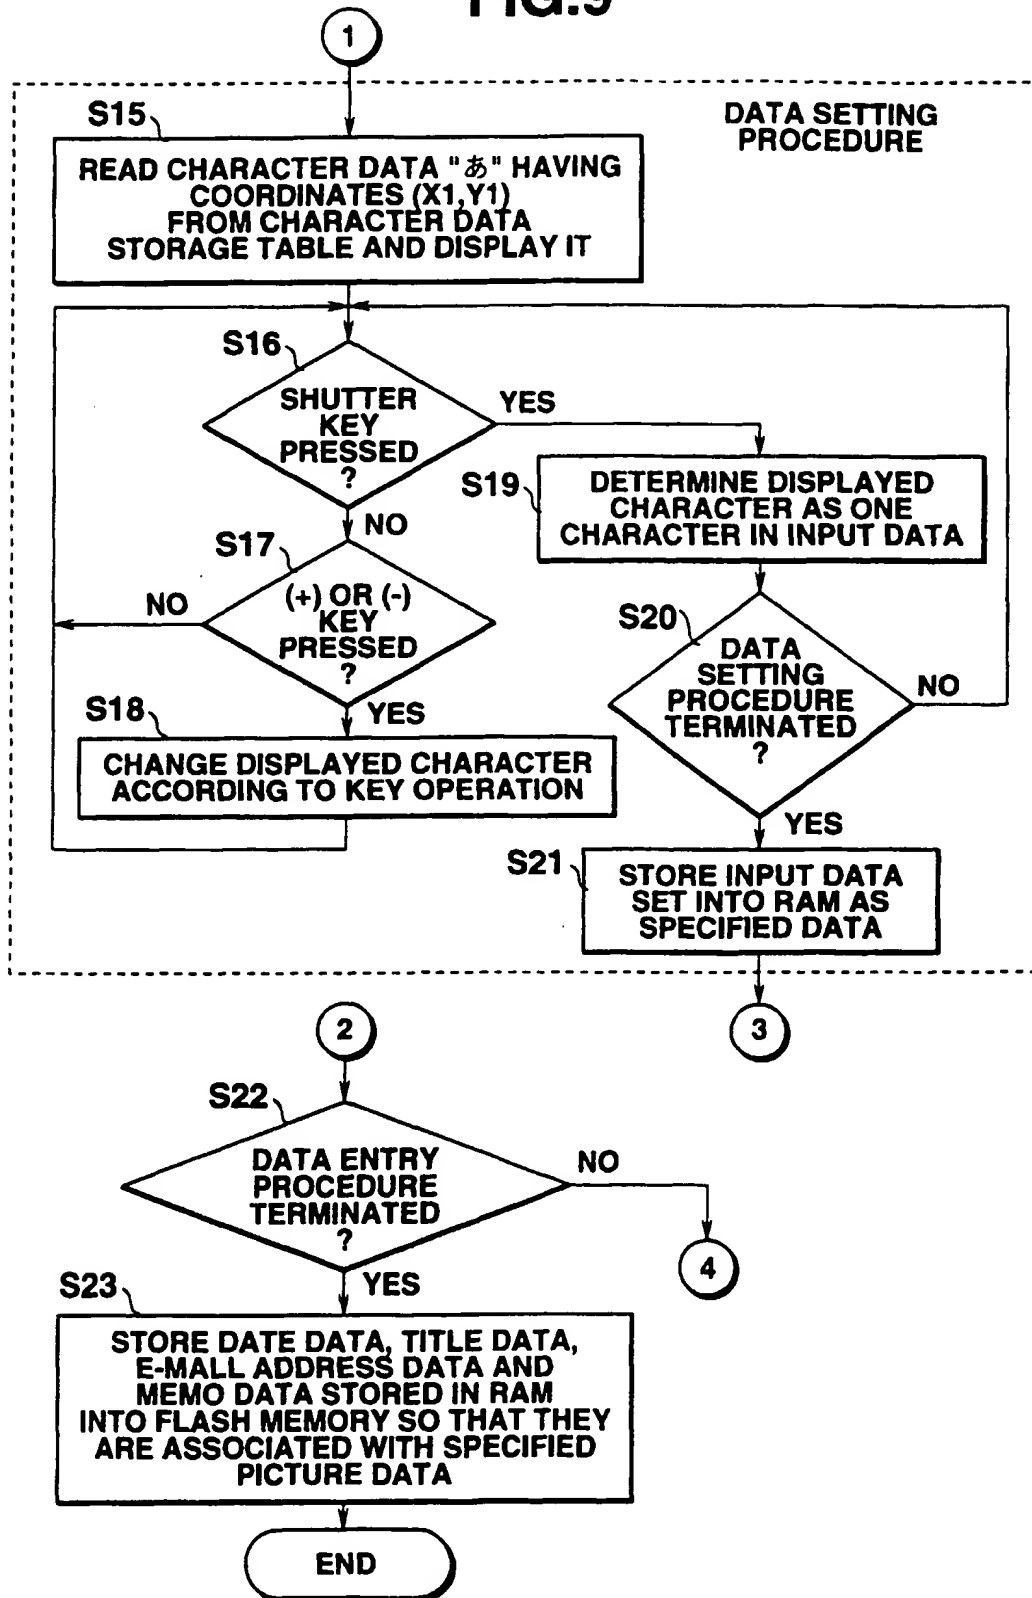 FIG.9
1
DATA SETTING
PROCEDURE
S15
READ CHARACTER DATA "あ" HAVING
COORDINATES (X1,Y1)
FROM CHARACTER DATA
STORAGE TABLE AND DISPLAY IT
S16
SHUTTER
KEY
PRESSED
?
YES
NO
S17
(+) OR (-)
KEY
PRESSED
?
NO
YES
S18
CHANGE DISPLAYED CHARACTER
ACCORDING TO KEY OPERATION
S19
DETERMINE DISPLAYED
CHARACTER AS ONE
CHARACTER IN INPUT DATA
S20
DATA
SETTING
PROCEDURE
TERMINATED
?
NO
YES
S21
STORE INPUT DATA
SET INTO RAM AS
SPECIFIED DATA
3
2
S22
DATA ENTRY
PROCEDURE
TERMINATED
?
NO
4
YES
S23
STORE DATE DATA, TITLE DATA,
E-MALL ADDRESS DATA AND
MEMO DATA STORED IN RAM
INTO FLASH MEMORY SO THAT THEY
ARE ASSOCIATED WITH SPECIFIED
PICTURE DATA
END